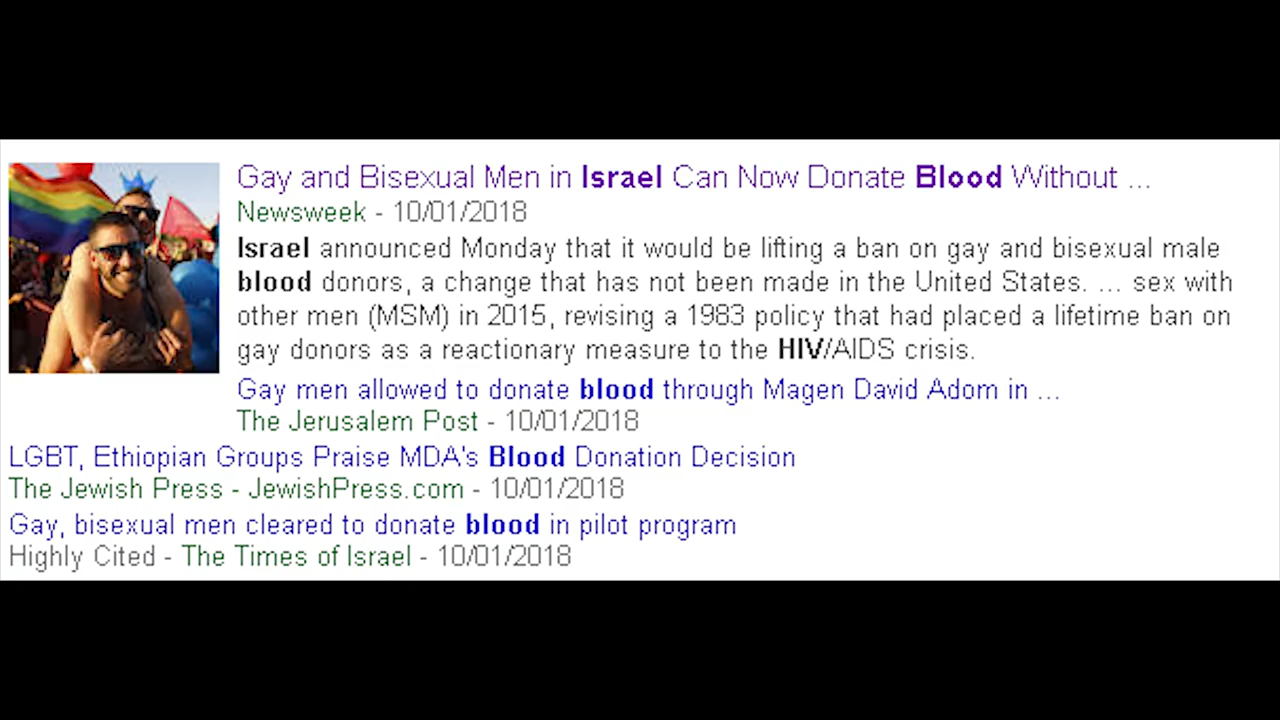 Gay and Bisexual Men in Israel Can Now Donate Blood Without ...
Newsweek - 10/01/2018
Israel announced Monday that it would be lifting a ban on gay and bisexual male
blood donors, a change that has not been made in the United States. ... sex with
other men (MSM) in 2015, revising a 1983 policy that had placed a lifetime ban on
gay donors as a reactionary measure to the HIV/AIDS crisis.
Gay men allowed to donate blood through Magen David Adom in ...
The Jerusalem Post - 10/01/2018
LGBT, Ethiopian Groups Praise MDA's Blood Donation Decision
The Jewish Press - JewishPress.com - 10/01/2018
Gay, bisexual men cleared to donate blood in pilot program
Highly Cited - The Times of Israel - 10/01/2018